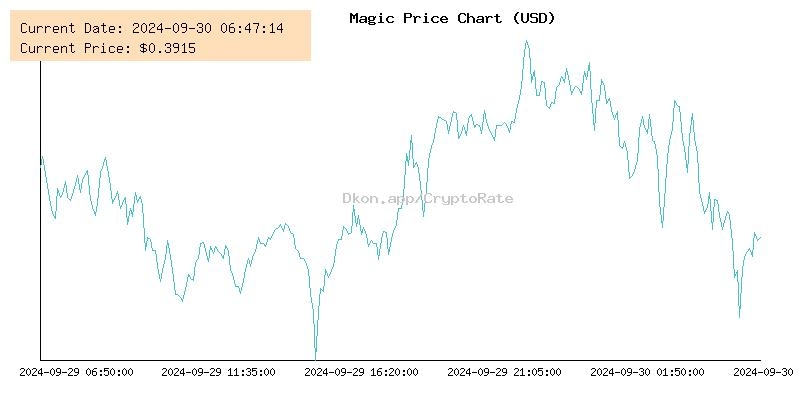 Magic Price Chart (USD)
Current Date: 2024-09-30 06:47:14
Current Price: $0.3915
Dkon.app/CryptoRate
2024-09-29 06:50:00
2024-09-29 11:35:00
2024-09-29 16:20:00
2024-09-29 21:05:00
2024-09-30 01:50:00
2024-09-30